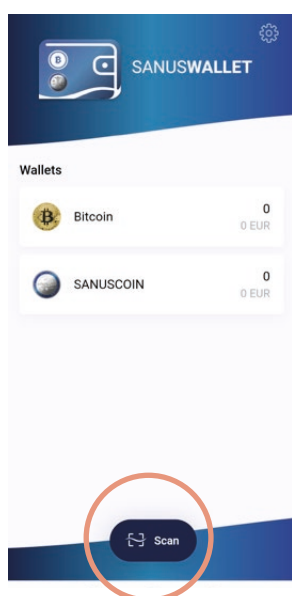 SANUSWALLET
Wallets
Bitcoin
0
0 EUR
SANUSCOIN
0
0 EUR
Scan